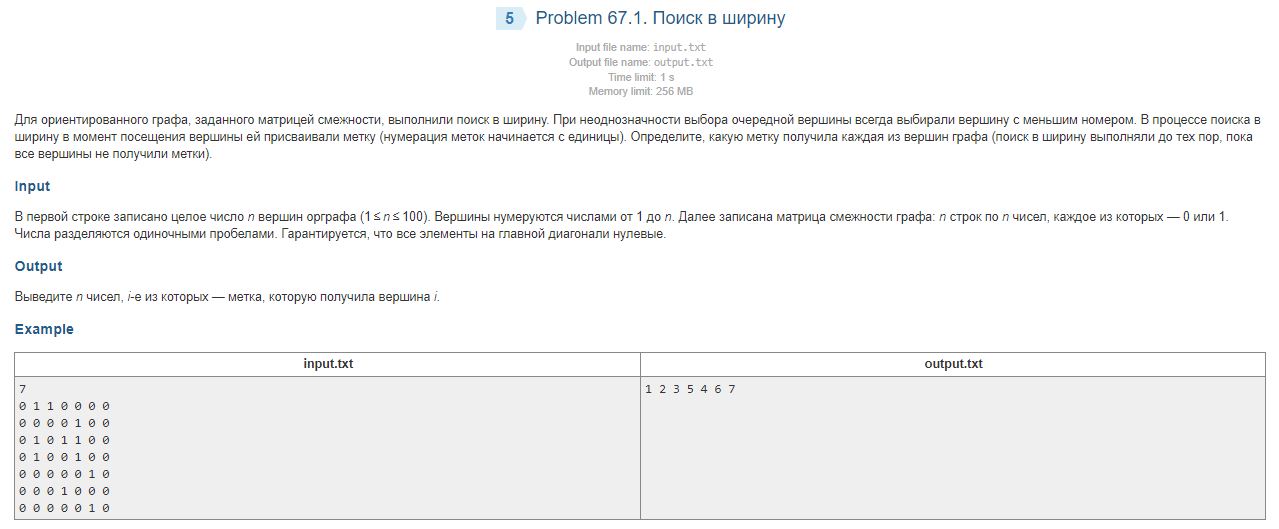 5 Problem 67.1. Поиск в ширину
Input file name: input.txt
Output file name: output.txt
Time limit: 1 s
Memory limit: 256 MB
Для ориентированного графа, заданного матрицей смежности, выполнили поиск в ширину. При неоднозначности выбора очередной вершины всегда выбирали вершину с меньшим номером. В процессе поиска в
ширину в момент посещения вершины ей присваивали метку (нумерация меток начинается с единицы). Определите, какую метку получила каждая из вершин графа (поиск в ширину выполняли до тех пор, пока
все вершины не получили метки).
Input
В первой строке записано целое число n вершин орграфа (1 ≤ n ≤ 100). Вершины нумеруются числами от 1 до n. Далее записана матрица смежности графа: n строк по n чисел, каждое из которых — 0 или 1.
Числа разделяются одиночными пробелами. Гарантируется, что все элементы на главной диагонали нулевые.
Output
Выведите n чисел, i-е из которых — метка, которую получила вершина i.
Example
input.txt output.txt
7 1 2 3 5 4 6 7
0 1 1 0 0 0 0
0 0 0 0 1 0 0
0 1 0 1 1 0 0
0 1 0 0 1 0 0
0 0 0 0 0 1 0
0 0 0 1 0 0 0
0 0 0 0 0 1 0